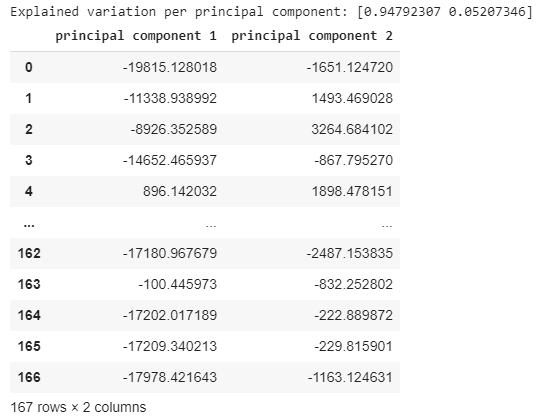 Explained variation per principal component: [0.94792307 0.05207346]
principal component 1 principal component 2
0 -19815.128018 -1651.124720
1 -11338.938992 1493.469028
2 -8926.352589 3264.684102
3 -14652.465937 -867.795270
4 896.142032 1898.478151
... ... ...
162 -17180.967679 -2487.153835
163 -100.445973 -832.252802
164 -17202.017189 -222.889872
165 -17209.340213 -229.815901
166 -17978.421643 -1163.124631
167 rows × 2 columns